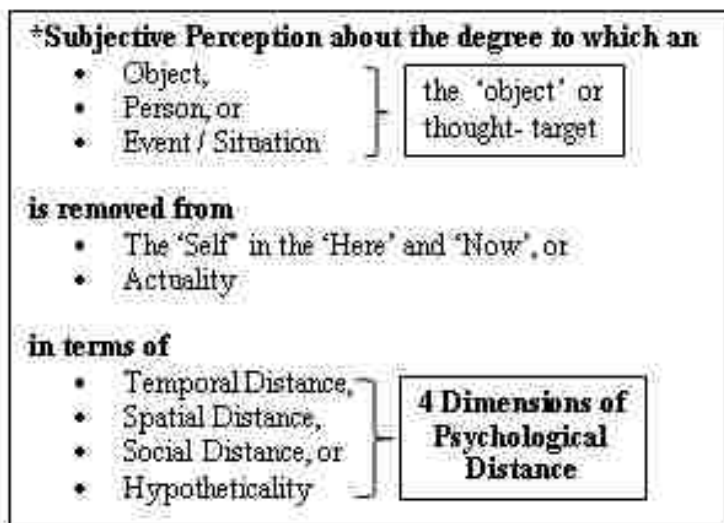 *Subjective Perception about the degree to which an
• Object,
• Person, or
• Event / Situation
the 'object' or
thought- target
is removed from
• The 'Self' in the 'Here' and 'Now', or
• Actuality
in terms of
• Temporal Distance,
• Spatial Distance,
• Social Distance, or
• Hypotheticality
4 Dimensions of
Psychological
Distance